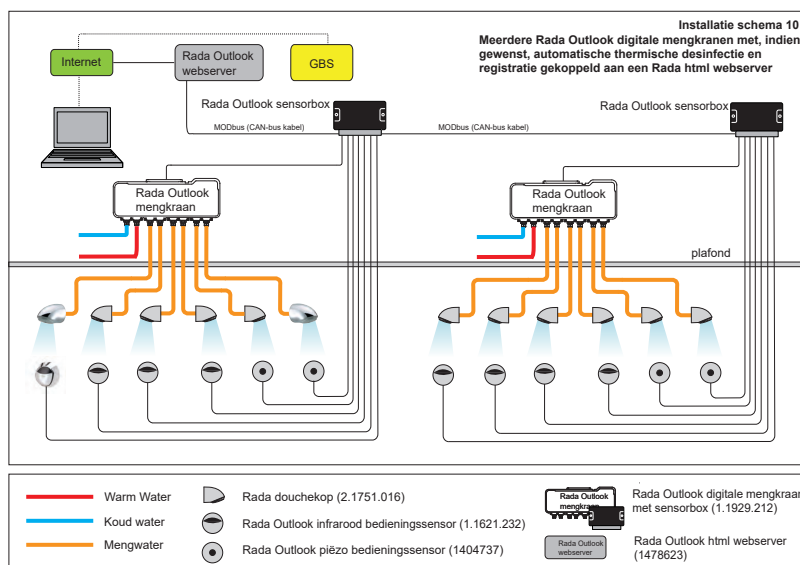 Installatie schema 10
Meerdere Rada Outlook digitale mengkranen met, indien
gewenst, automatische thermische desinfectie en
registratie gekoppeld aan een Rada html webserver
Internet
Rada Outlook
webserver
GBS
Rada Outlook sensorbox
Rada Outlook sensorbox
MODbus (CAN-bus kabel)
MODbus (CAN-bus kabel)
Rada Outlook
mengkraan
Rada Outlook
mengkraan
plafond
Warm Water
Koud water
Mengwater
Rada douchekop (2.1751.016)
Rada Outlook infrarood bedieningssensor (1.1621.232)
Rada Outlook piëzo bedieningssensor (1404737)
Rada Outlook
mengkraan
Rada Outlook digitale mengkraan
met sensorbox (1.1929.212)
Rada Outlook
webserver
Rada Outlook html webserver
(1478623)